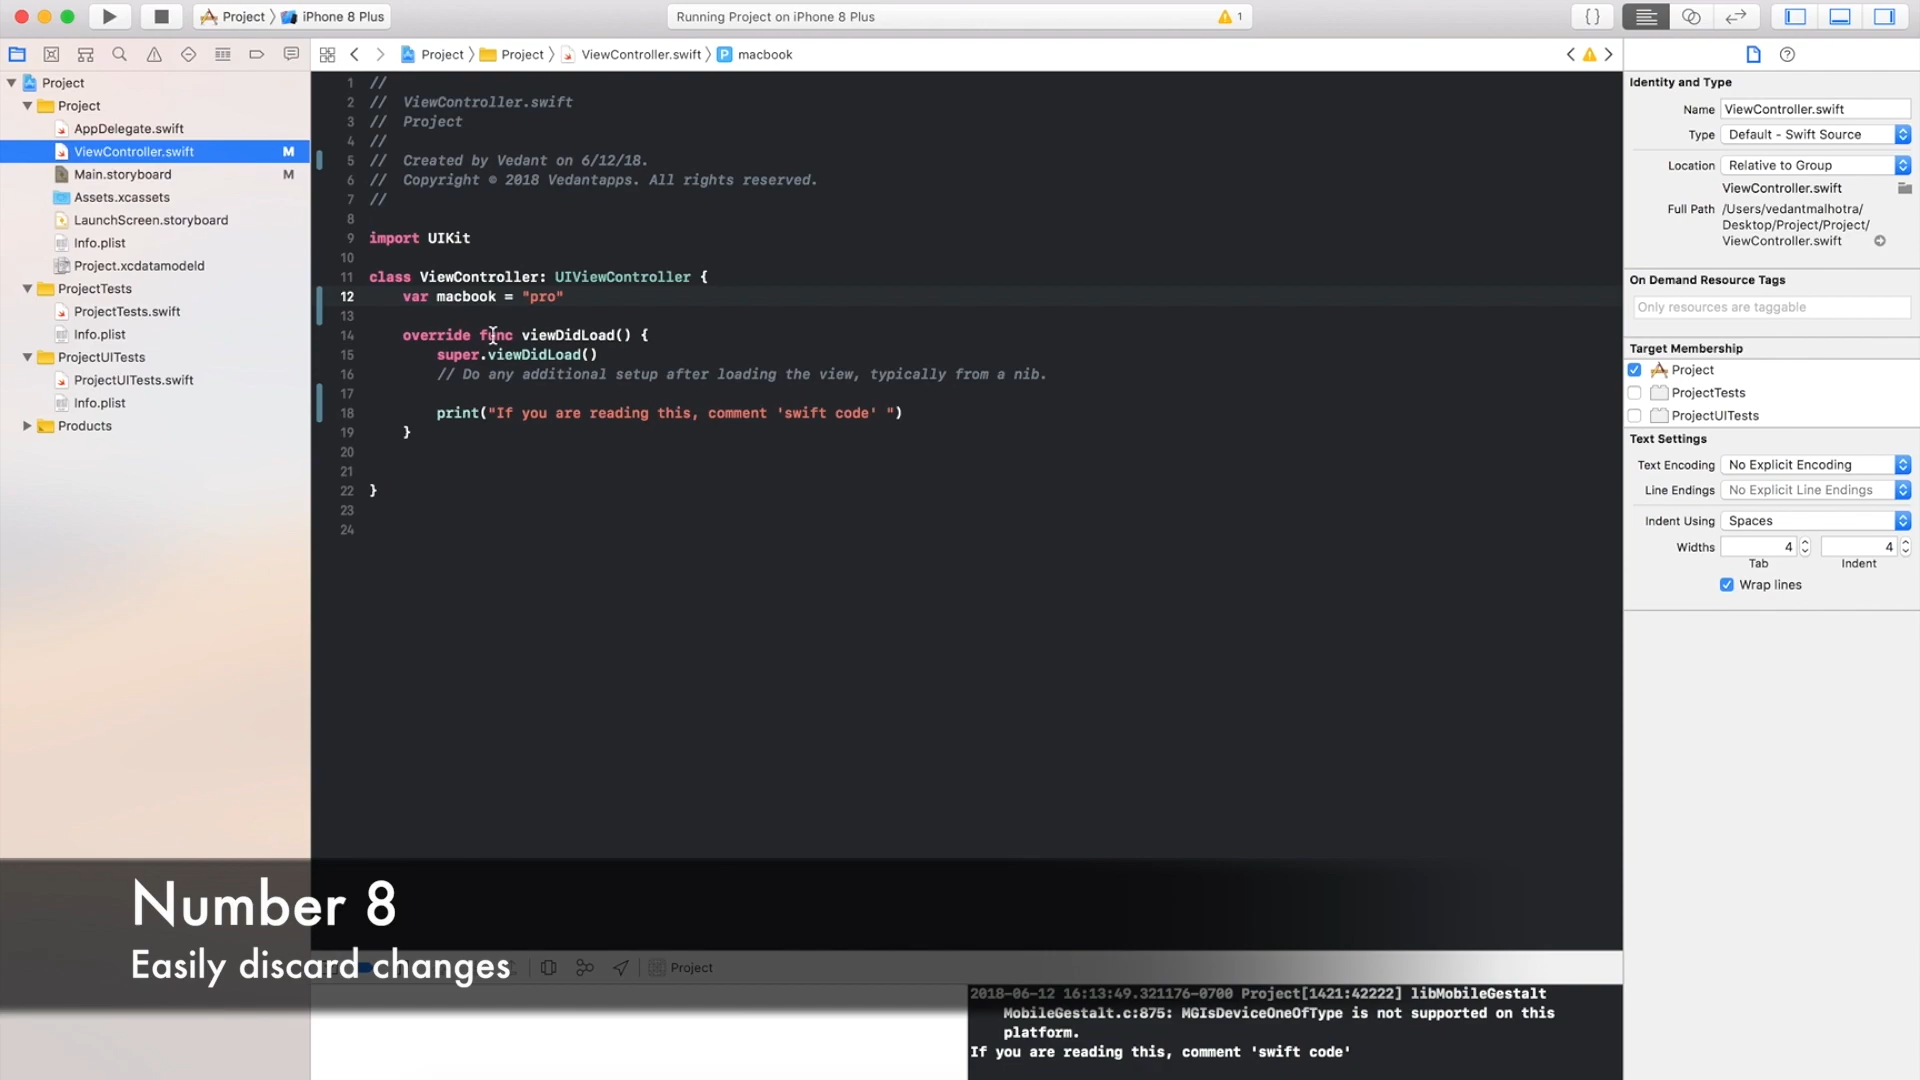 Project 〉 iPhone 8 Plus
Running Project on iPhone 8 Plus
1
{ }
Project 〉 Project 〉 ViewController.swift 〉 P macbook
Project
Project
AppDelegate.swift
ViewController.swift M
Main.storyboard M
Assets.xcassets
LaunchScreen.storyboard
Info.plist
Project.xcdatamodeld
ProjectTests
ProjectTests.swift
Info.plist
ProjectUITests
ProjectUITests.swift
Info.plist
Products
1 //
2 // ViewController.swift
3 // Project
4 //
5 // Created by Vedant on 6/12/18.
6 // Copyright © 2018 Vedantapps. All rights reserved.
7 //
8
9 import UIKit
10
11 class ViewController: UIViewController {
12 var macbook = "pro"
13
14 override func viewDidLoad() {
15 super.viewDidLoad()
16 // Do any additional setup after loading the view, typically from a nib.
17
18 print("If you are reading this, comment 'swift code' ")
19 }
20
21
22 }
23
24
Identity and Type
Name ViewController.swift
Type Default - Swift Source
Location Relative to Group
ViewController.swift
Full Path /Users/vedantmalhotra/
Desktop/Project/Project/
ViewController.swift
On Demand Resource Tags
Only resources are taggable
Target Membership
Project
ProjectTests
ProjectUITests
Text Settings
Text Encoding No Explicit Encoding
Line Endings No Explicit Line Endings
Indent Using Spaces
Widths 4 4
Tab Indent
Wrap lines
Number 8
Easily discard changes
Project
2018-06-12 16:13:49.321176-0700 Project[1421:42222] libMobileGestalt
MobileGestalt.c:875: MGIsDeviceOneOfType is not supported on this
platform.
If you are reading this, comment 'swift code'